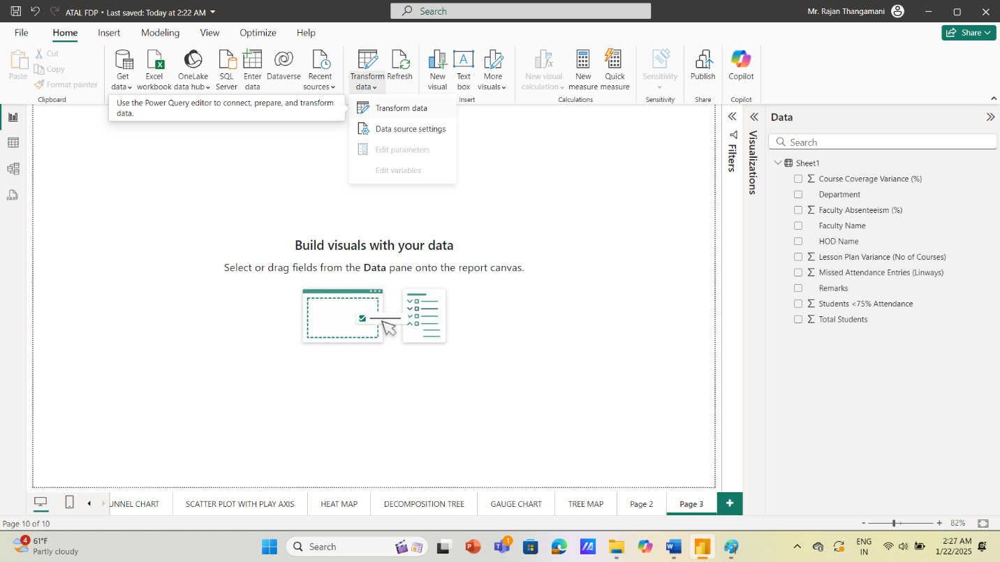 ATAL FDP • Last saved: Today at 2:22 AM
Search
Mr. Rajan Thangamani
File Home Insert Modeling View Optimize Help
Share
Paste
Cut
Copy
Format painter
Clipboard
Get data
Excel workbook
OneLake data hub
SQL Server
Enter data
Dataverse
Recent sources
Transform data
Refresh
New visual
Text box
More visuals
Insert
New visual calculation
New measure
Quick measure
Calculations
Sensitivity
Sensitivity
Publish
Share
Copilot
Copilot
Use the Power Query editor to connect, prepare, and transform
data.
Transform data
Data source settings
Edit parameters
Edit variables
Build visuals with your data
Select or drag fields from the Data pane onto the report canvas.
Filters
Visualizations
Data
Search
Sheet1
Course Coverage Variance (%)
Department
Faculty Absenteeism (%)
Faculty Name
HOD Name
Lesson Plan Variance (No of Courses)
Missed Attendance Entries (Linways)
Remarks
Students <75% Attendance
Total Students
UNNEL CHART
SCATTER PLOT WITH PLAY AXIS
HEAT MAP
DECOMPOSITION TREE
GAUGE CHART
TREE MAP
Page 2
Page 3
Page 10 of 10
82%
4
61°F
Partly cloudy
Search
1
ENG
IN
2:27 AM
1/22/2025